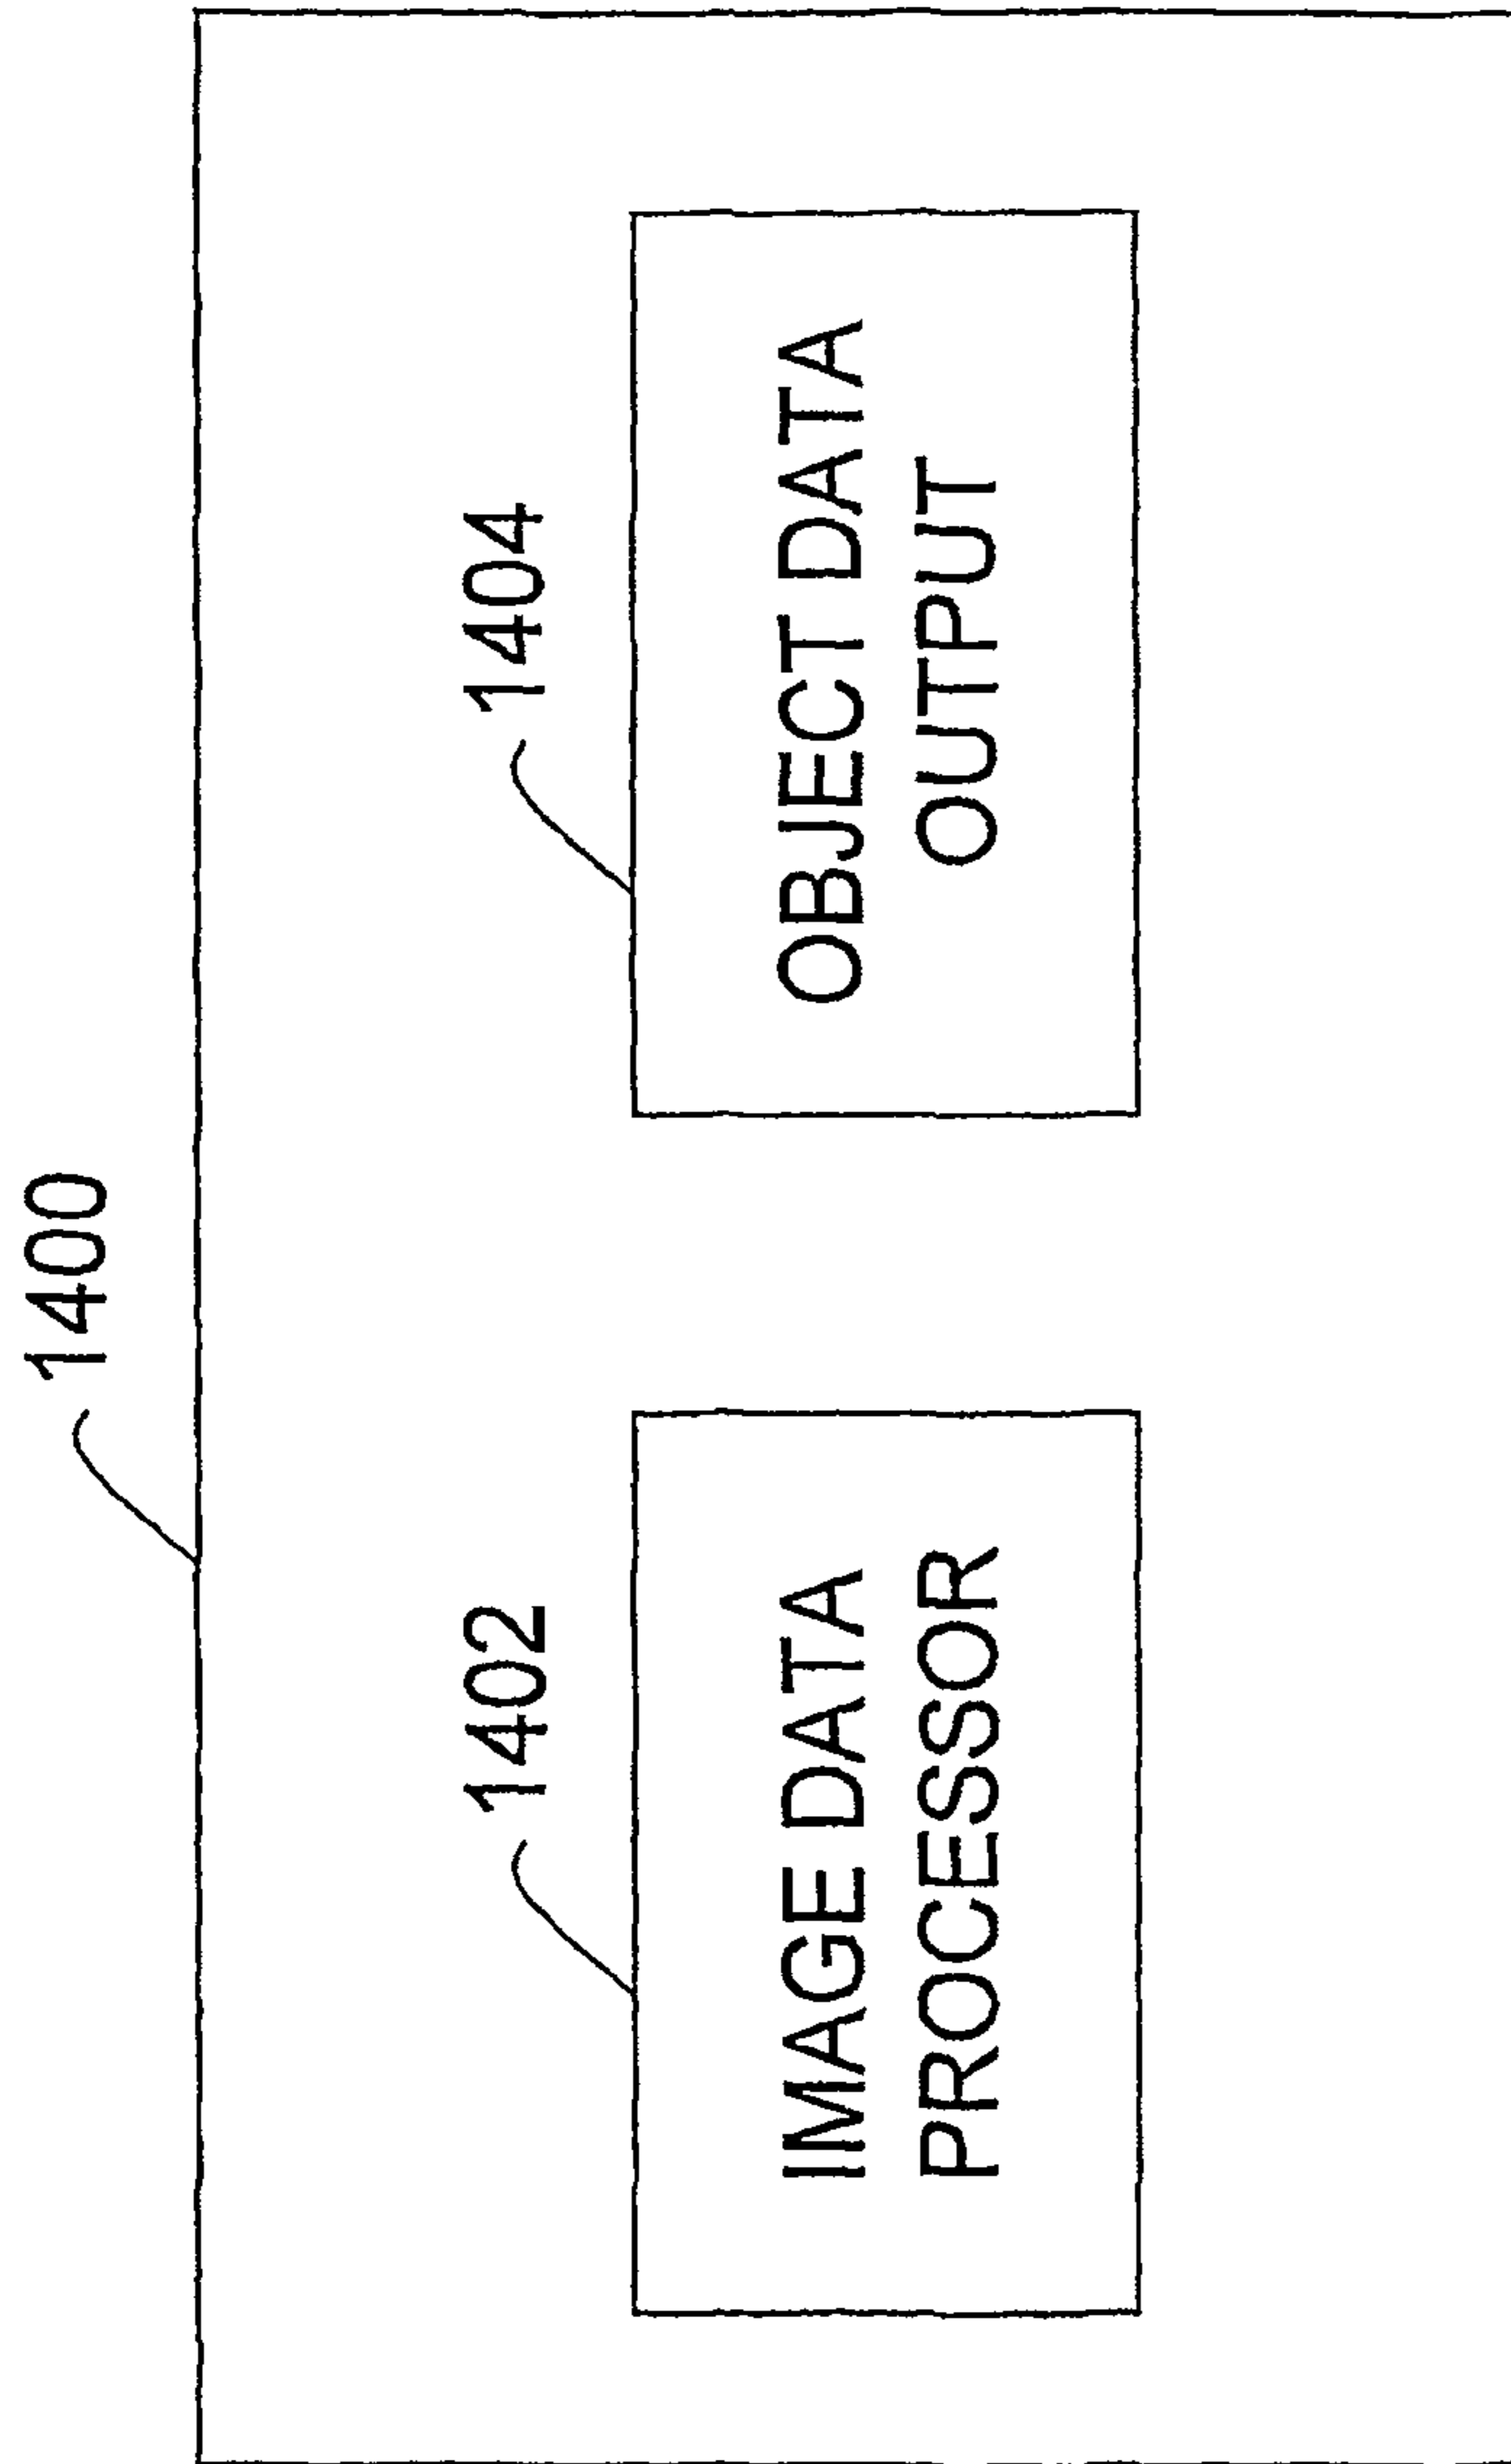 1400
1402
IMAGE DATA
PROCESSOR
1404
OBJECT DATA
OUTPUT